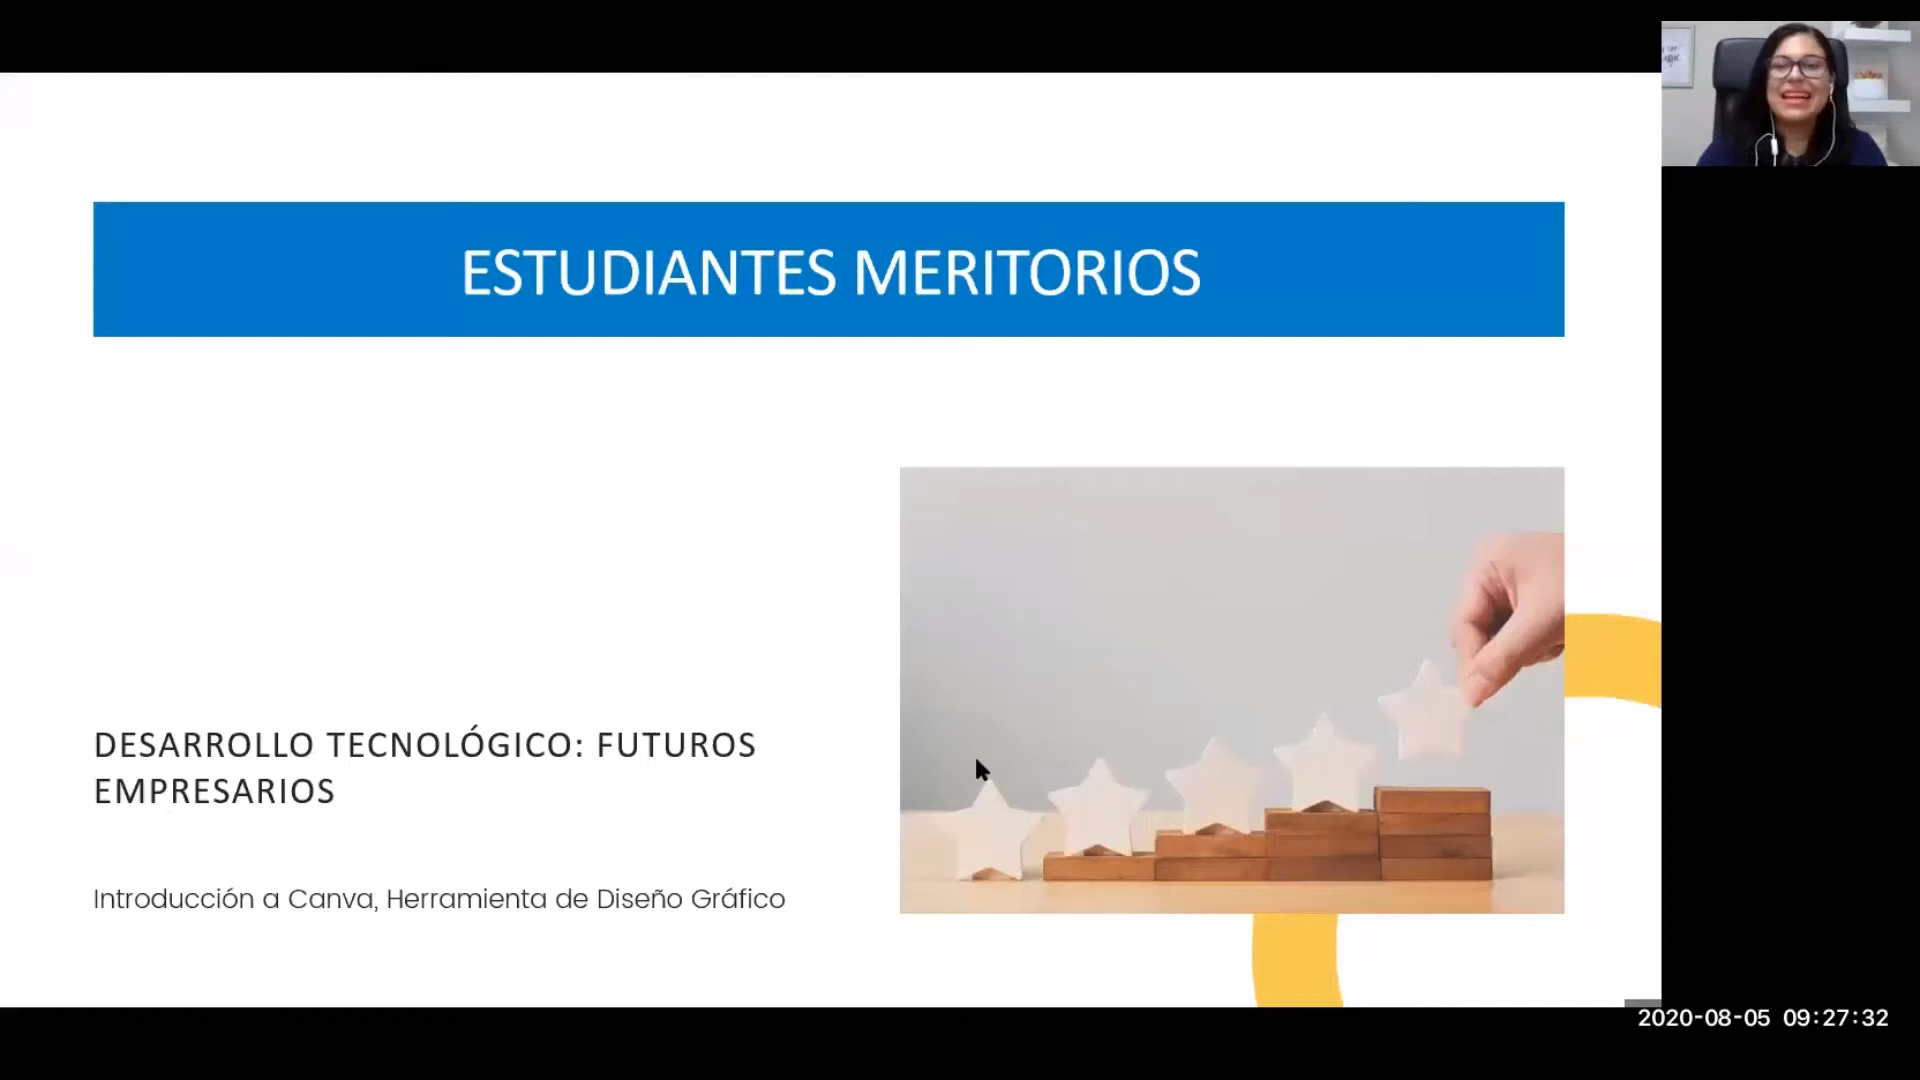 ESTUDIANTES MERITORIOS
DESARROLLO TECNOLÓGICO: FUTUROS
EMPRESARIOS
Introducción a Canva, Herramienta de Diseño Gráfico
2020-08-05 09:27:32